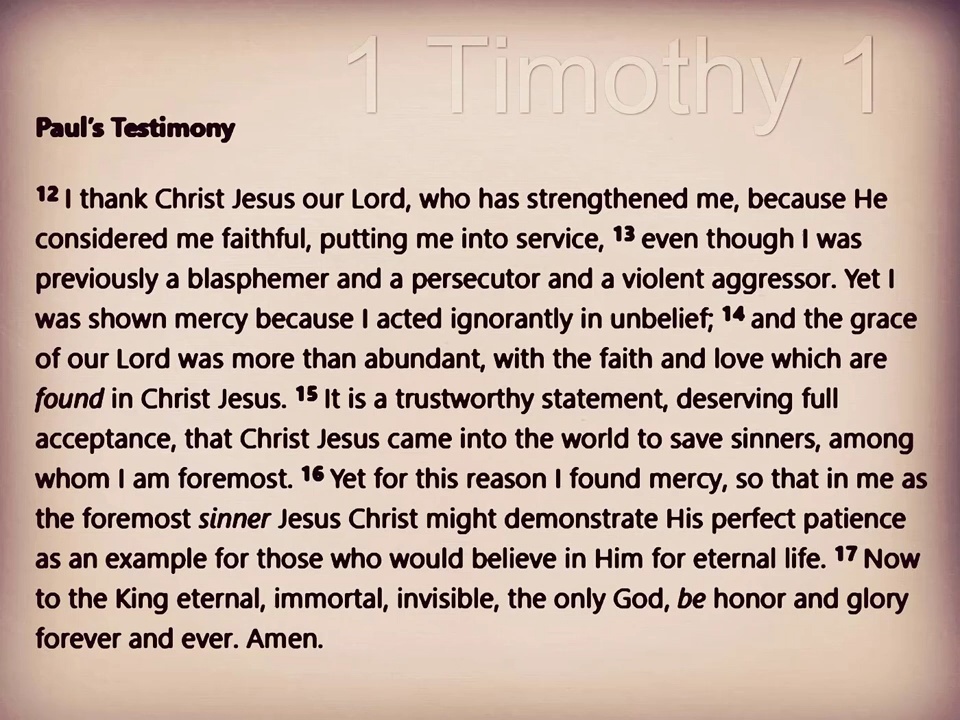 1 Timothy 1
Paul's Testimony
12 I thank Christ Jesus our Lord, who has strengthened me, because He
considered me faithful, putting me into service, 13 even though I was
previously a blasphemer and a persecutor and a violent aggressor. Yet I
was shown mercy because I acted ignorantly in unbelief; 14 and the grace
of our Lord was more than abundant, with the faith and love which are
found in Christ Jesus. 15 It is a trustworthy statement, deserving full
acceptance, that Christ Jesus came into the world to save sinners, among
whom I am foremost. 16 Yet for this reason I found mercy, so that in me as
the foremost sinner Jesus Christ might demonstrate His perfect patience
as an example for those who would believe in Him for eternal life. 17 Now
to the King eternal, immortal, invisible, the only God, be honor and glory
forever and ever. Amen.